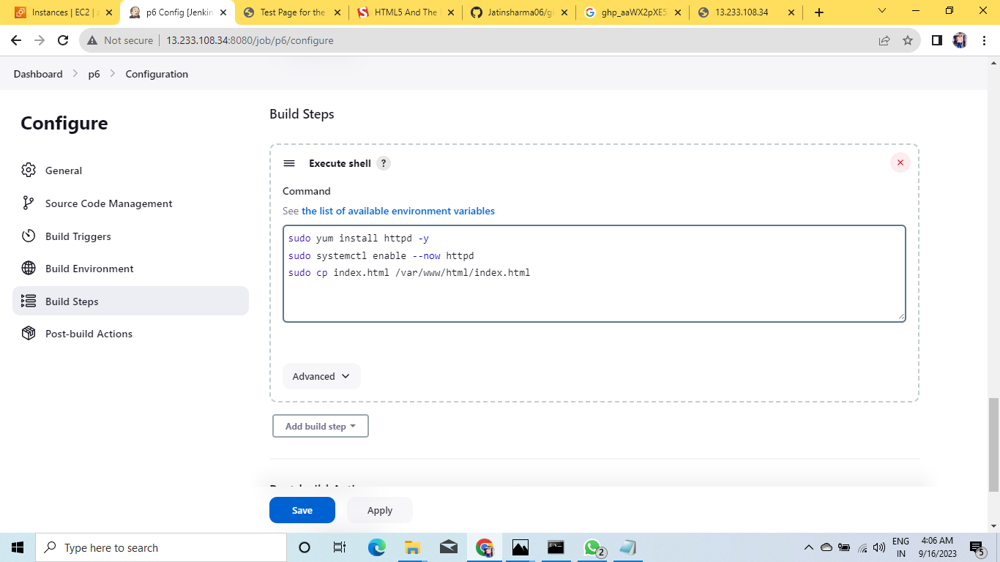 Instances | EC2 | a
p6 Config [Jenkin
Test Page for the
HTML5 And The
Jatinsharma06/gi
ghp_aaWX2pXE5
13.233.108.34
Not secure
13.233.108.34:8080/job/p6/configure
Dashboard
p6
Configuration
Configure
General
Source Code Management
Build Triggers
Build Environment
Build Steps
Post-build Actions
Build Steps
Execute shell ?
Command
See the list of available environment variables
sudo yum install httpd -y
sudo systemctl enable --now httpd
sudo cp index.html /var/www/html/index.html
Advanced
Add build step
Save
Apply
Type here to search
2
ENG
IN
4:06 AM
9/16/2023
5